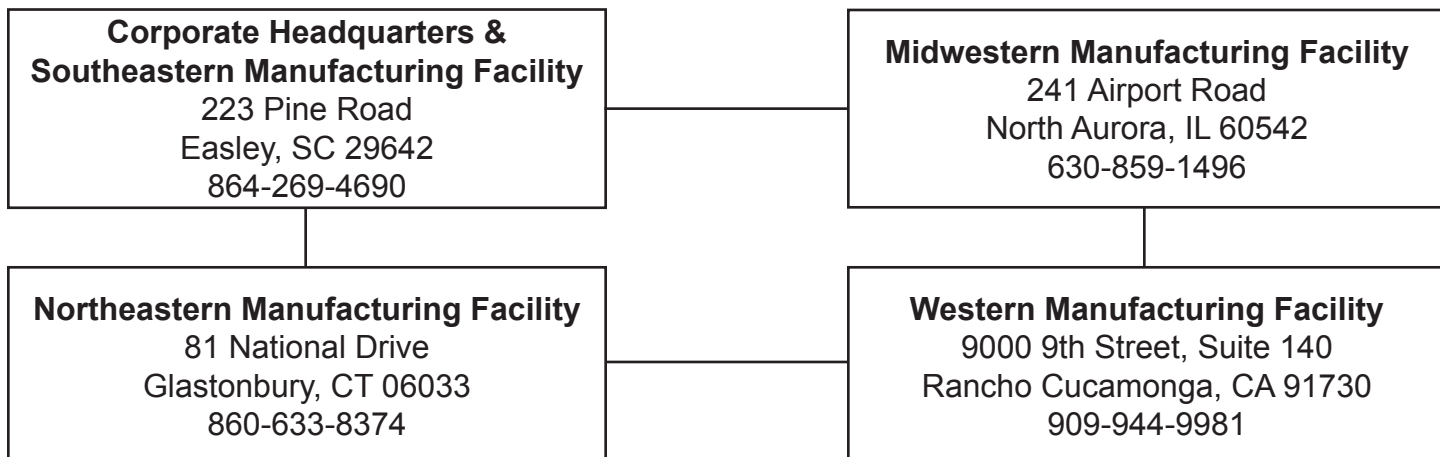 Corporate Headquarters &
Southeastern Manufacturing Facility
223 Pine Road
Easley, SC 29642
864-269-4690
Midwestern Manufacturing Facility
241 Airport Road
North Aurora, IL 60542
630-859-1496
Northeastern Manufacturing Facility
81 National Drive
Glastonbury, CT 06033
860-633-8374
Western Manufacturing Facility
9000 9th Street, Suite 140
Rancho Cucamonga, CA 91730
909-944-9981